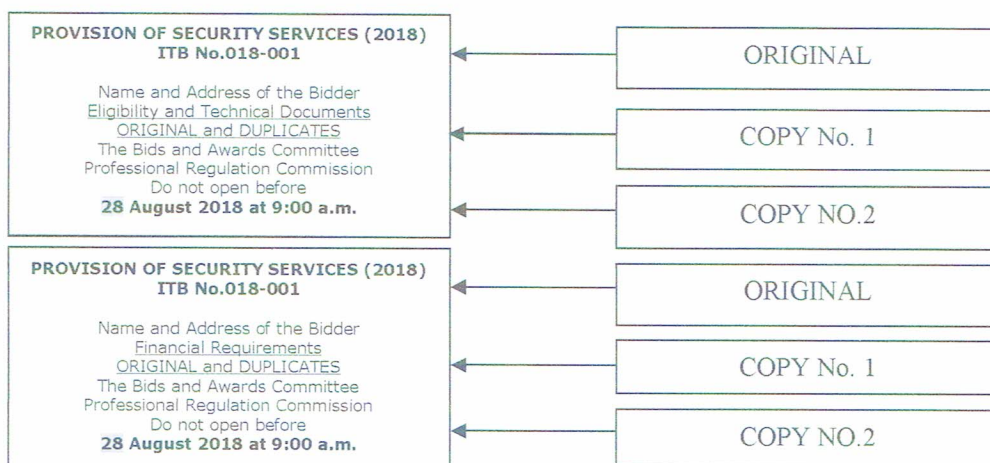 PROVISION OF SECURITY SERVICES (2018)
ITB No.018-001
Name and Address of the Bidder
Eligibility and Technical Documents
ORIGINAL and DUPLICATES
The Bids and Awards Committee
Professional Regulation Commission
Do not open before
28 August 2018 at 9:00 a.m.
ORIGINAL
COPY No. 1
COPY NO.2
PROVISION OF SECURITY SERVICES (2018)
ITB No.018-001
Name and Address of the Bidder
Financial Requirements
ORIGINAL and DUPLICATES
The Bids and Awards Committee
Professional Regulation Commission
Do not open before
28 August 2018 at 9:00 a.m.
ORIGINAL
COPY No. 1
COPY NO.2